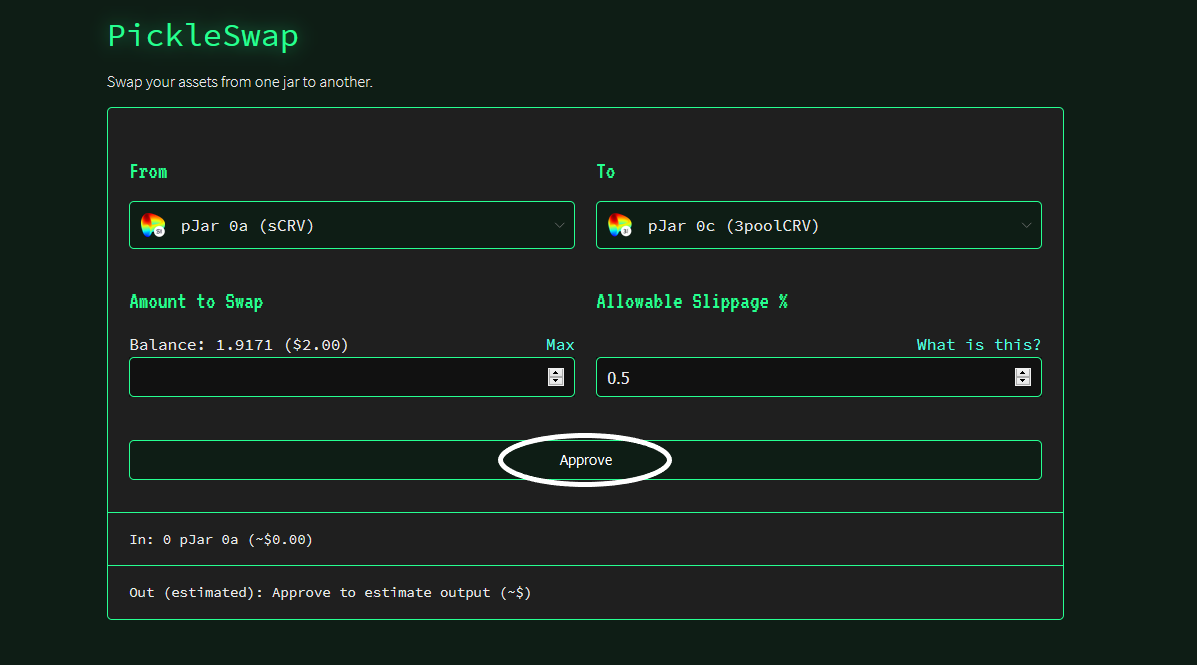 PickleSwap
Swap your assets from one jar to another.
From
To
pJar 0a (sCRV)
pJar 0c (3poolCRV)
Amount to Swap
Allowable Slippage %
Balance: 1.9171 ($2.00)
Max
What is this?
0.5
Approve
In: 0 pJar 0a (~$0.00)
Out (estimated): Approve to estimate output (~$)